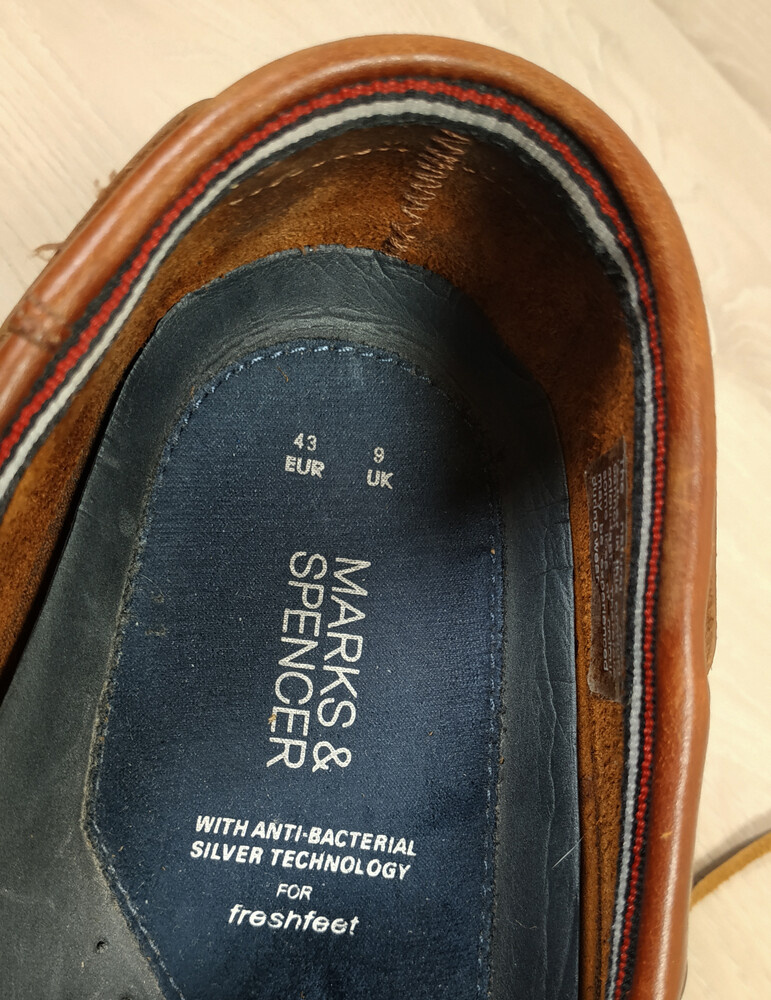 43 9
EUR UK
MARKS &
SPENCER
WITH ANTI-BACTERIAL
SILVER TECHNOLOGY
FOR
freshfeet